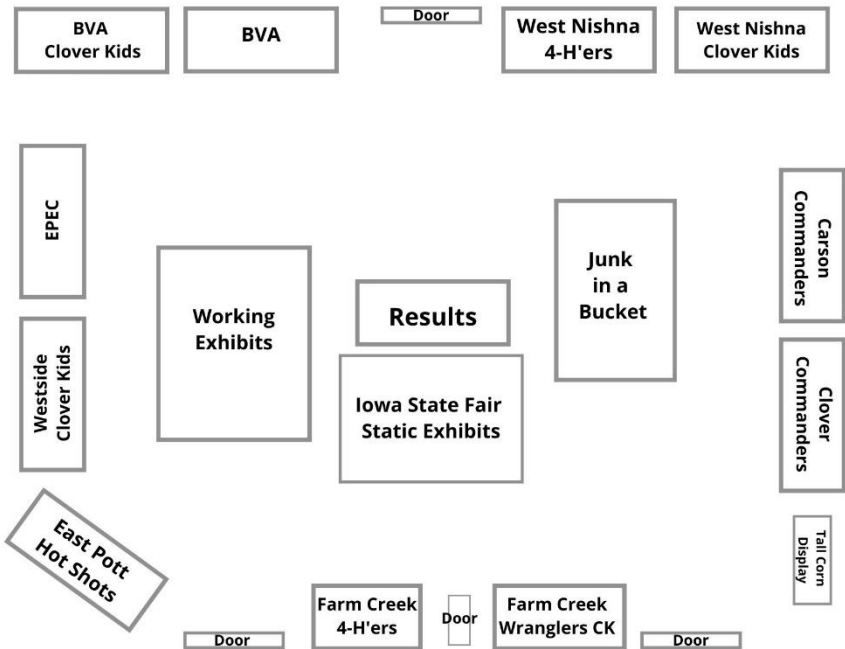 BVA
Clover Kids
BVA
Door
West Nishna
4-H'ers
West Nishna
Clover Kids
EPEC
Carson
Commanders
Working
Exhibits
Results
Junk
in a
Bucket
Westside
Clover Kids
Iowa State Fair
Static Exhibits
Clover
Commanders
East Pott
Hot Shots
Tall Corn
Display
Farm Creek
4-H'ers
Door
Farm Creek
Wranglers CK
Door
Door